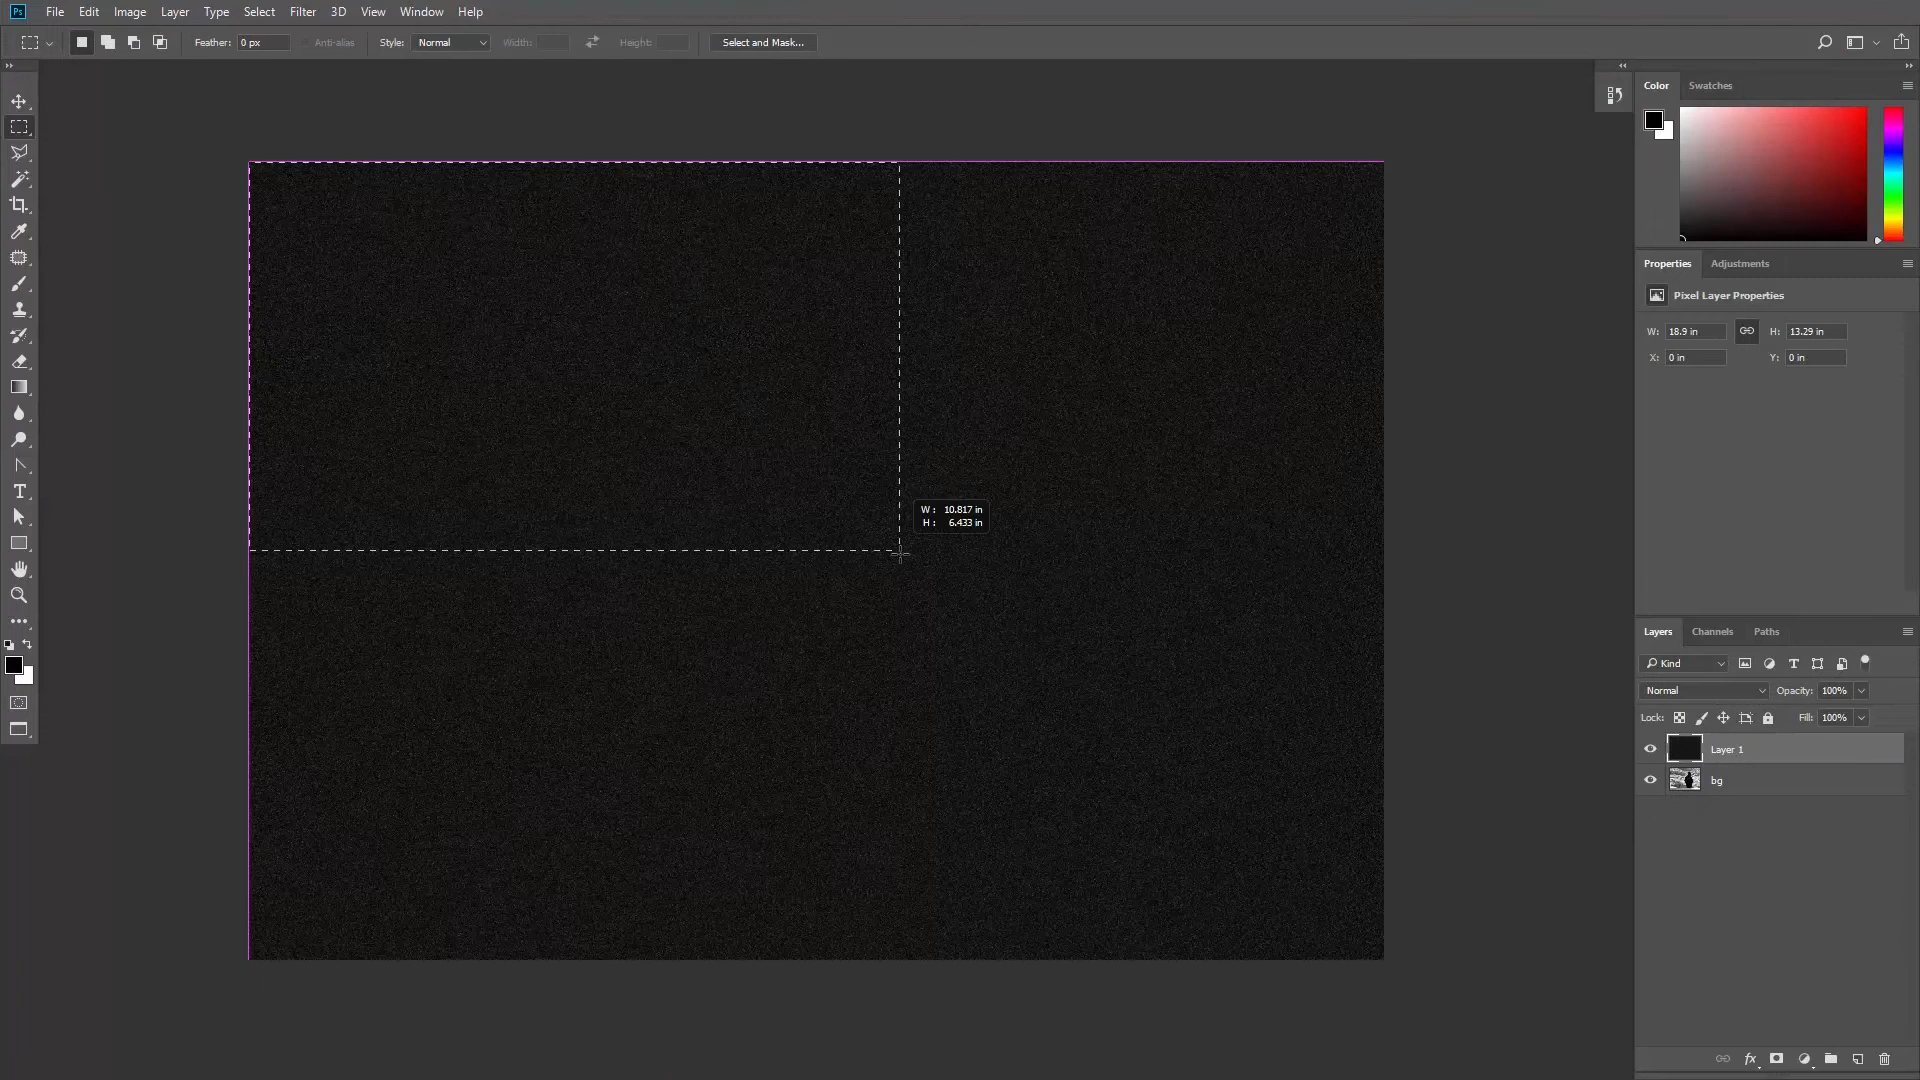 Ps File Edit Image Layer Type Select Filter 3D View Window Help
Feather: 0 px Anti-alias Style: Normal Width: Height: Select and Mask...
Color Swatches
Properties Adjustments
Pixel Layer Properties
W: 18.9 in H: 13.29 in
X: 0 in Y: 0 in
W : 10.817 in
H : 6.433 in
Layers Channels Paths
Kind
Normal Opacity: 100%
Lock: Fill: 100%
Layer 1
bg